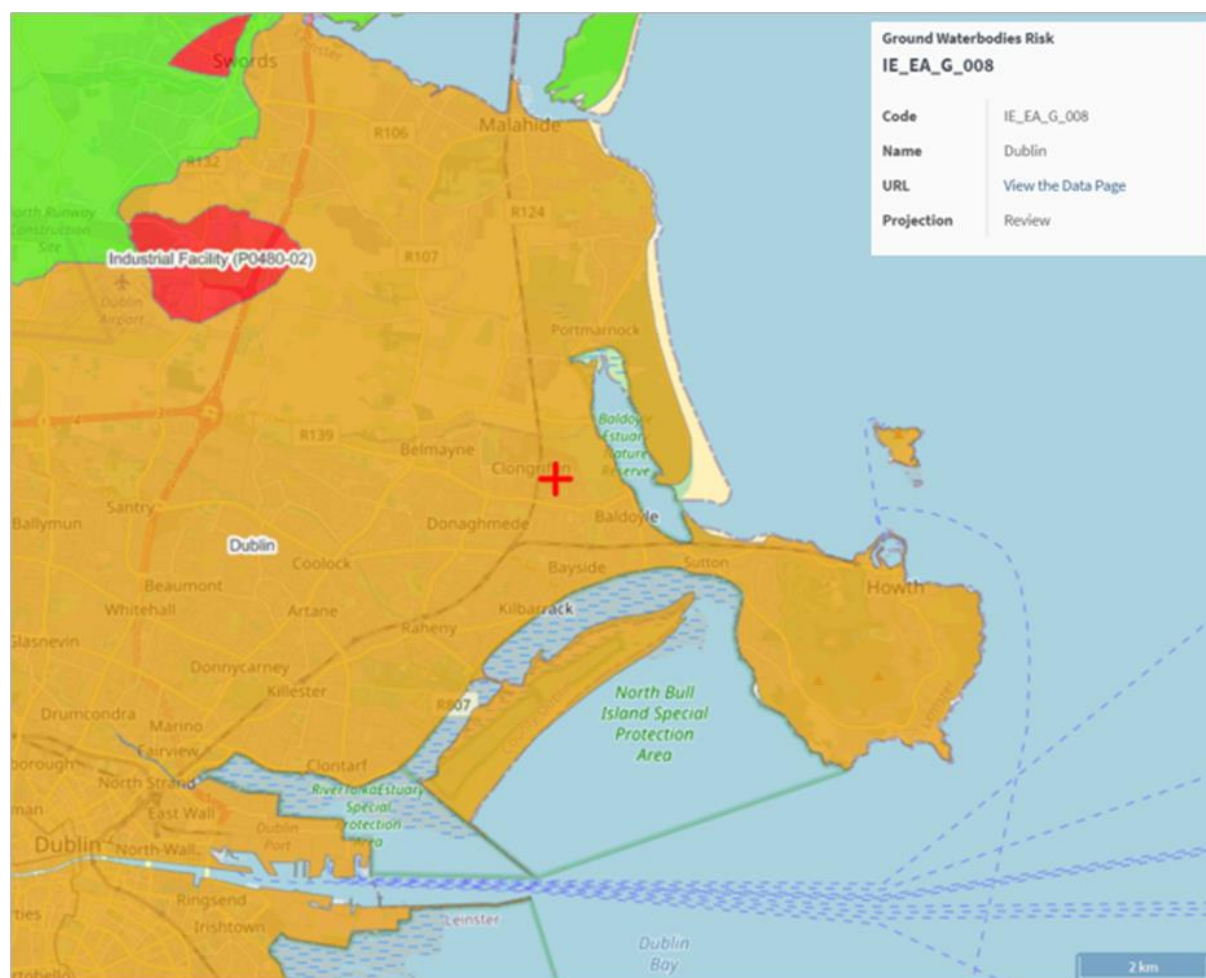 Ground Waterbodies Risk
IE_EA_G_008
Code IE_EA_G_008
Name Dublin
URL View the Data Page
Projection Review
Swords
Leinster
R106
Malahide
R132
North Runway
Construction
Site
R124
R107
Industrial Facility (P0480-02)
Dublin
Airport
Portmarnock
Baldoyle
Estuary
Nature
Reserve
4
3
R139
Belmayne
Clongriffin
Santry
Ballymun
Donaghmede
Baldoyle
Dublin
Coolock
Bayside
Sutton
Howth
Beaumont
Whitehall
Artane
Kilbarrack
Glasnevin
Raheny
Donnycarney
Killester
R807
North Bull
Island Special
Protection
Area
Leinster
Drumcondra
Marino
Fairview
Clontarf
North Strand
River Tolka Estuary
Special
Protection
Area
East Wall
Dublin
Port
Dublin
North Wall
Ringsend
Irishtown
Leinster
Dublin
Bay
2 km